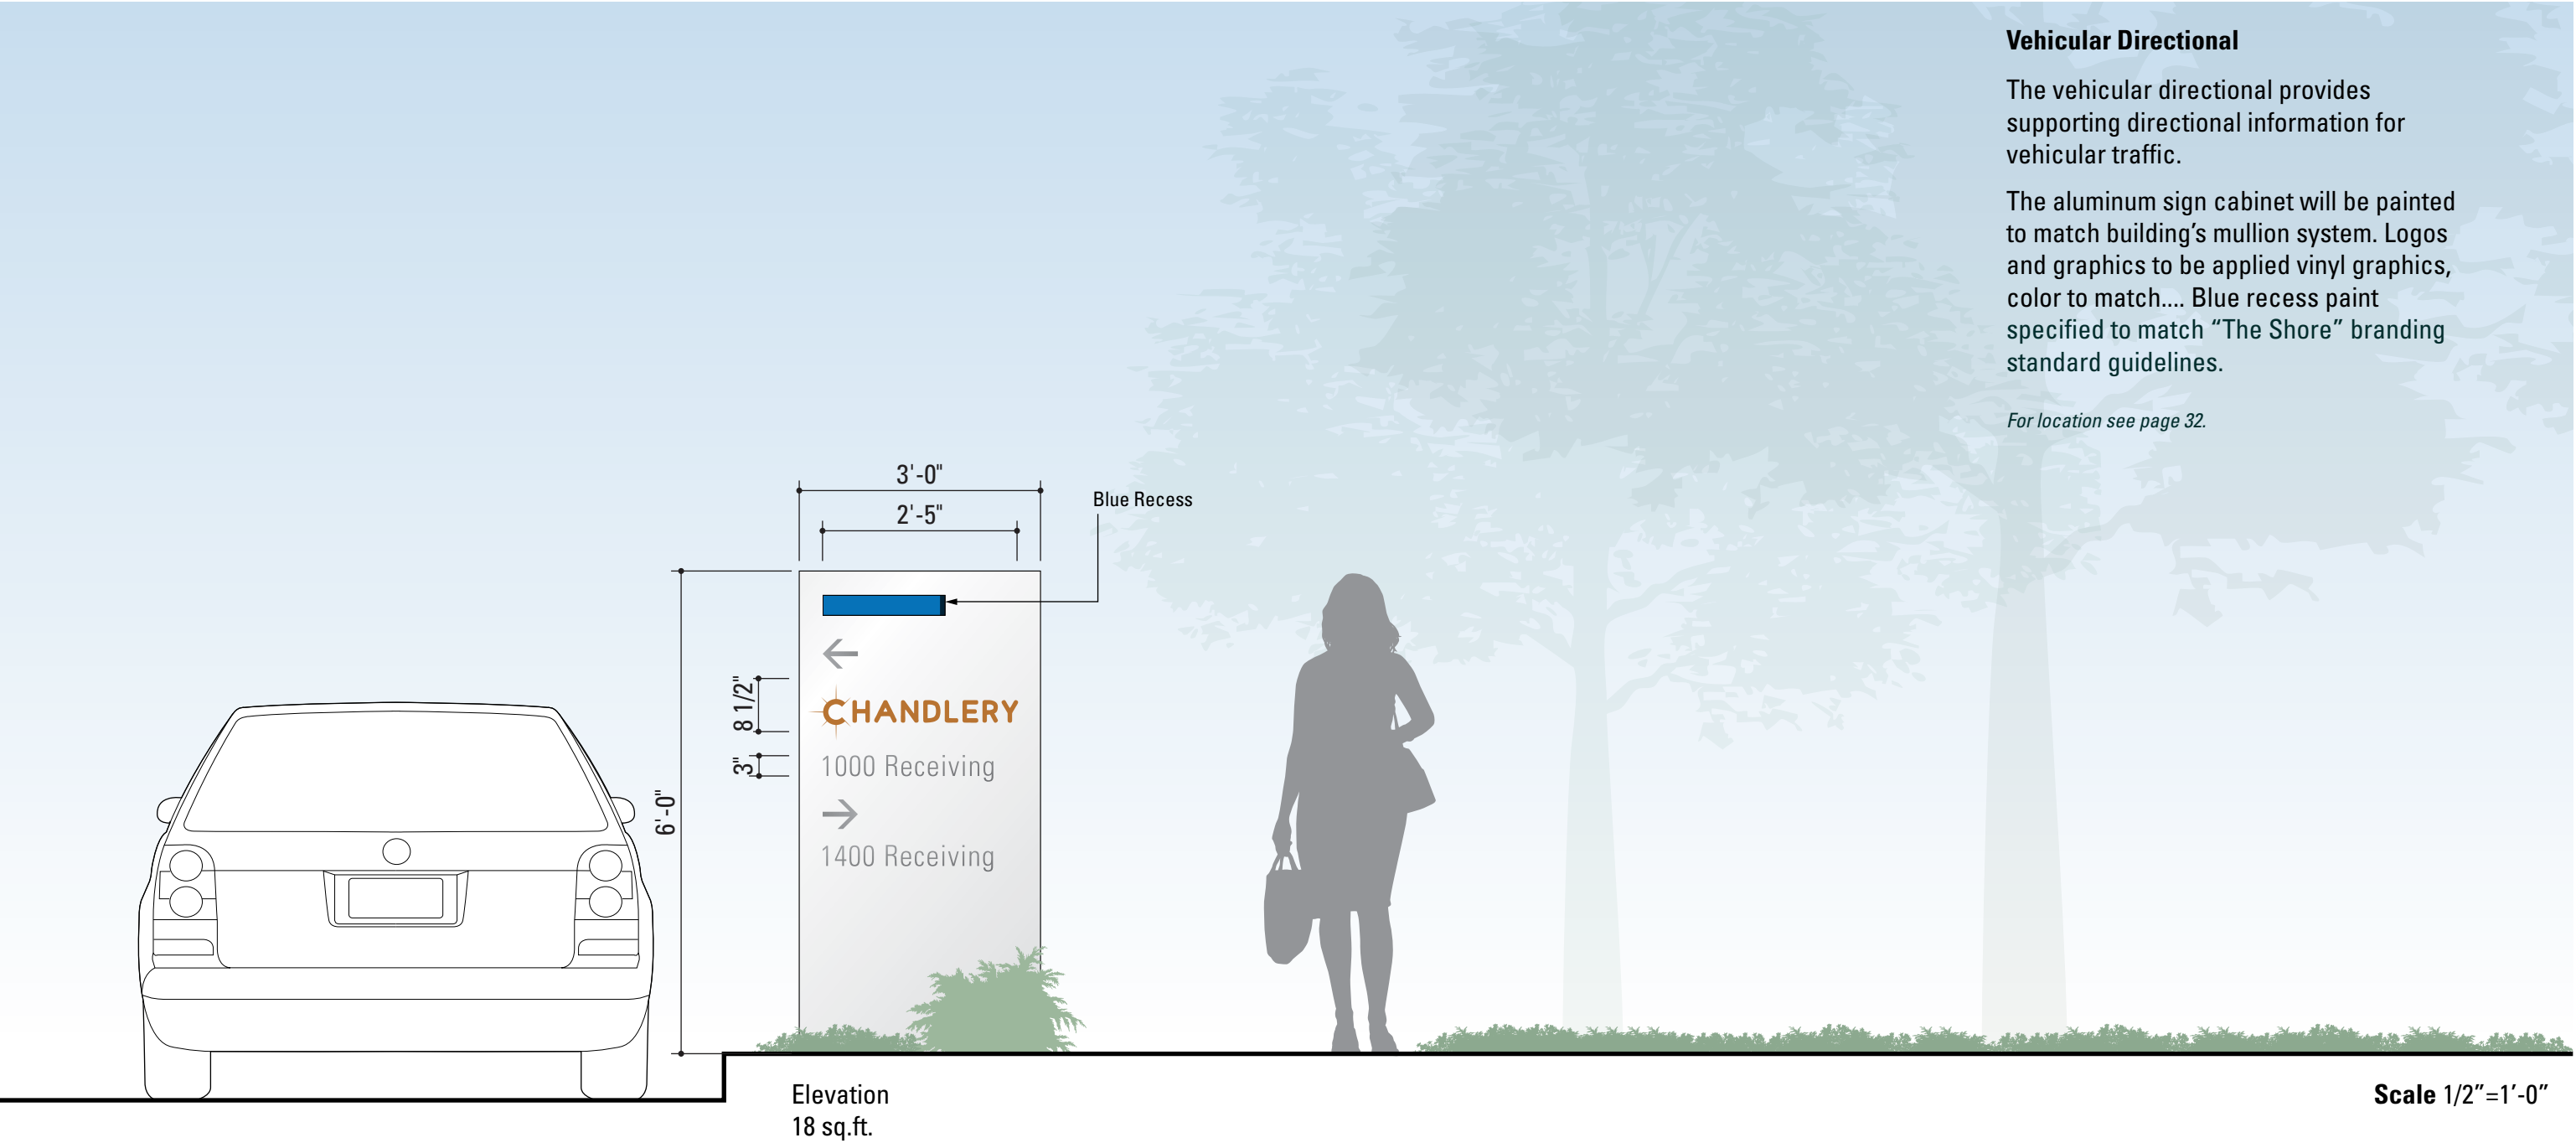 Vehicular Directional
The vehicular directional provides
supporting directional information for
vehicular traffic.
The aluminum sign cabinet will be painted
to match building’s mullion system. Logos
and graphics to be applied vinyl graphics,
color to match.... Blue recess paint
specified to match “The Shore” branding
standard guidelines.
For location see page 32.
3'-0"
2'-5"
Blue Recess
8 1/2"
CHANDLERY
3"
1000 Receiving
6'-0"
1400 Receiving
Elevation
18 sq.ft.
Scale 1/2”=1’-0”